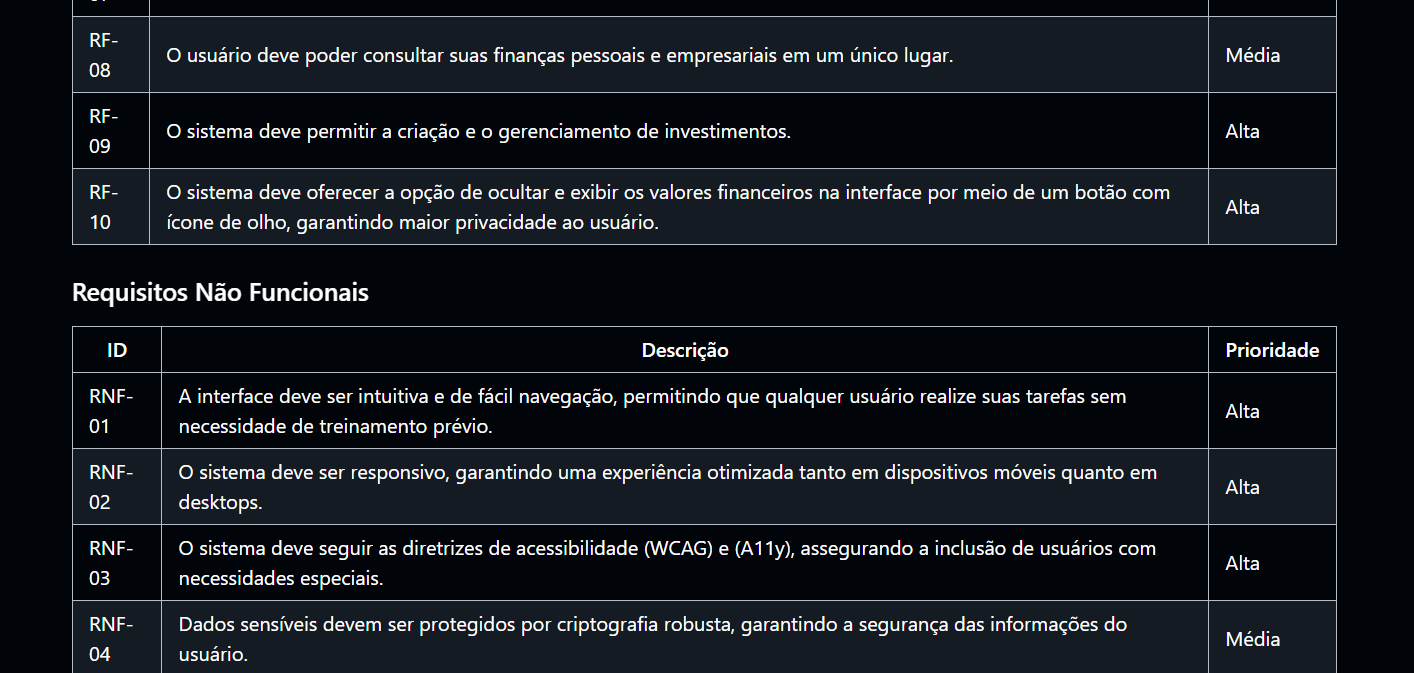 RF-
08
O usuário deve poder consultar suas finanças pessoais e empresariais em um único lugar.
Média
RF-
09
O sistema deve permitir a criação e o gerenciamento de investimentos.
Alta
RF-
10
O sistema deve oferecer a opção de ocultar e exibir os valores financeiros na interface por meio de um botão com
ícone de olho, garantindo maior privacidade ao usuário.
Alta
Requisitos Não Funcionais
ID
Descrição
Prioridade
RNF-
01
A interface deve ser intuitiva e de fácil navegação, permitindo que qualquer usuário realize suas tarefas sem
necessidade de treinamento prévio.
Alta
RNF-
02
O sistema deve ser responsivo, garantindo uma experiência otimizada tanto em dispositivos móveis quanto em
desktops.
Alta
RNF-
03
O sistema deve seguir as diretrizes de acessibilidade (WCAG) e (A11y), assegurando a inclusão de usuários com
necessidades especiais.
Alta
RNF-
04
Dados sensíveis devem ser protegidos por criptografia robusta, garantindo a segurança das informações do
usuário.
Média